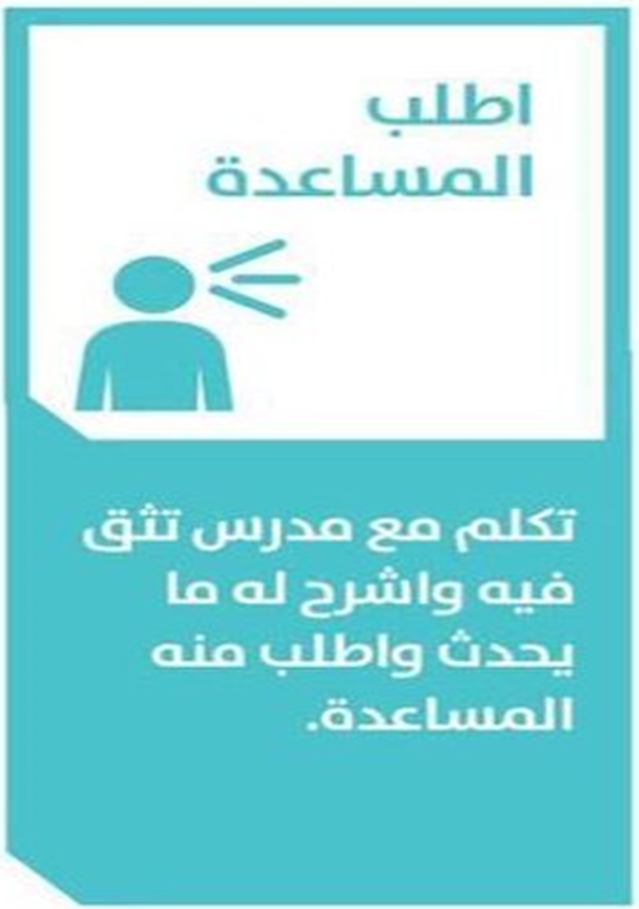 اطلب
المساعدة
تكلم مع مدرس تثق
فيه واشرح له ما
يحدث واطلب منه
المساعدة.